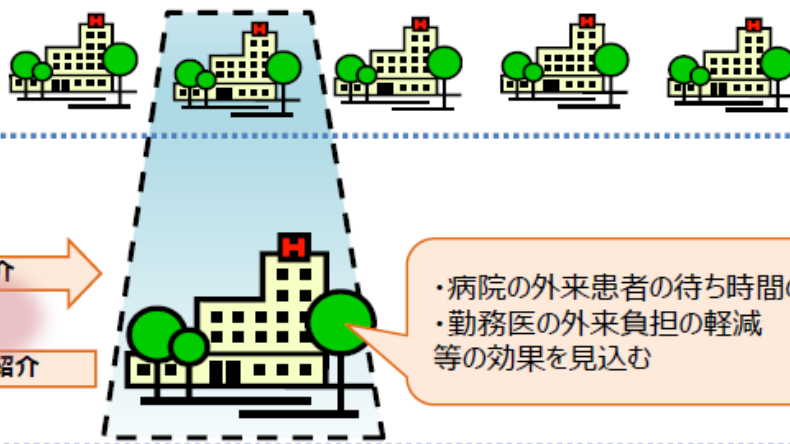 介
・病院の外来患者の待ち時間の
・勤務医の外来負担の軽減
紹介
等の効果を見込む